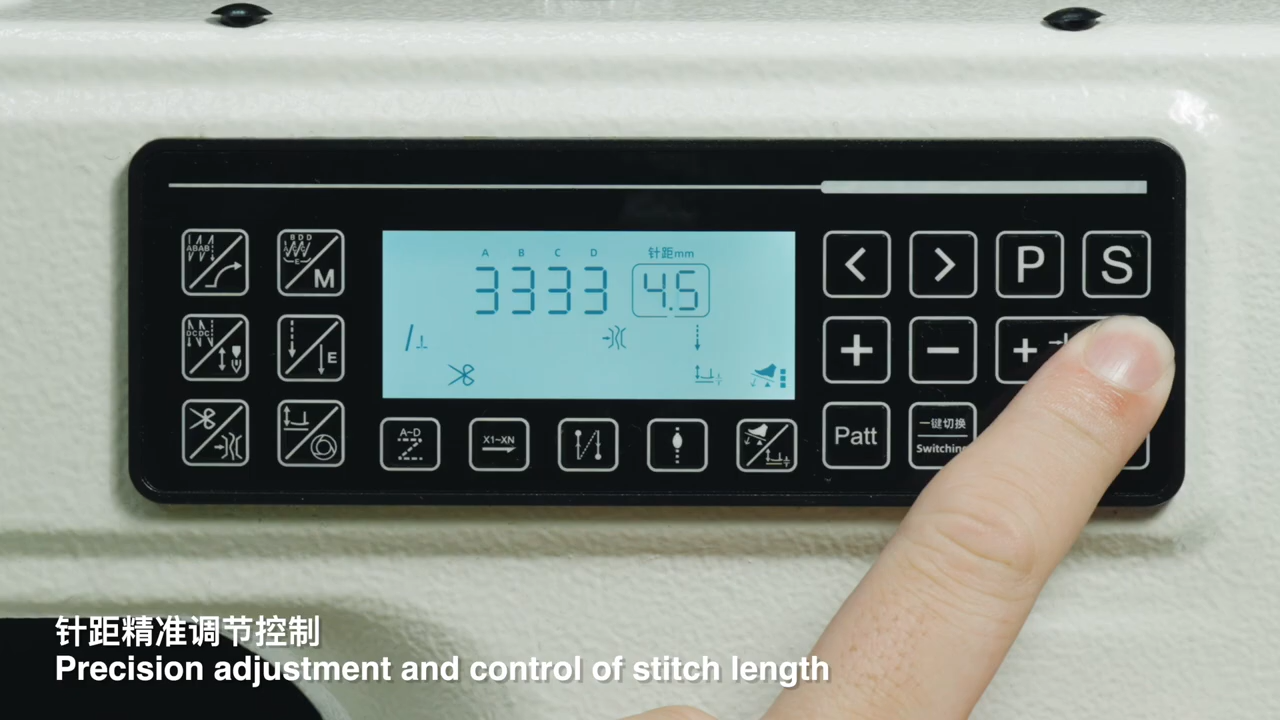 ABAB
B D D
M
DCDC
E
A B C D
针距mm
3333
4.5
A~D
X1~XN
< > P S
+ − +
Patt
一键切换
Switching
针距精准调节控制
Precision adjustment and control of stitch length